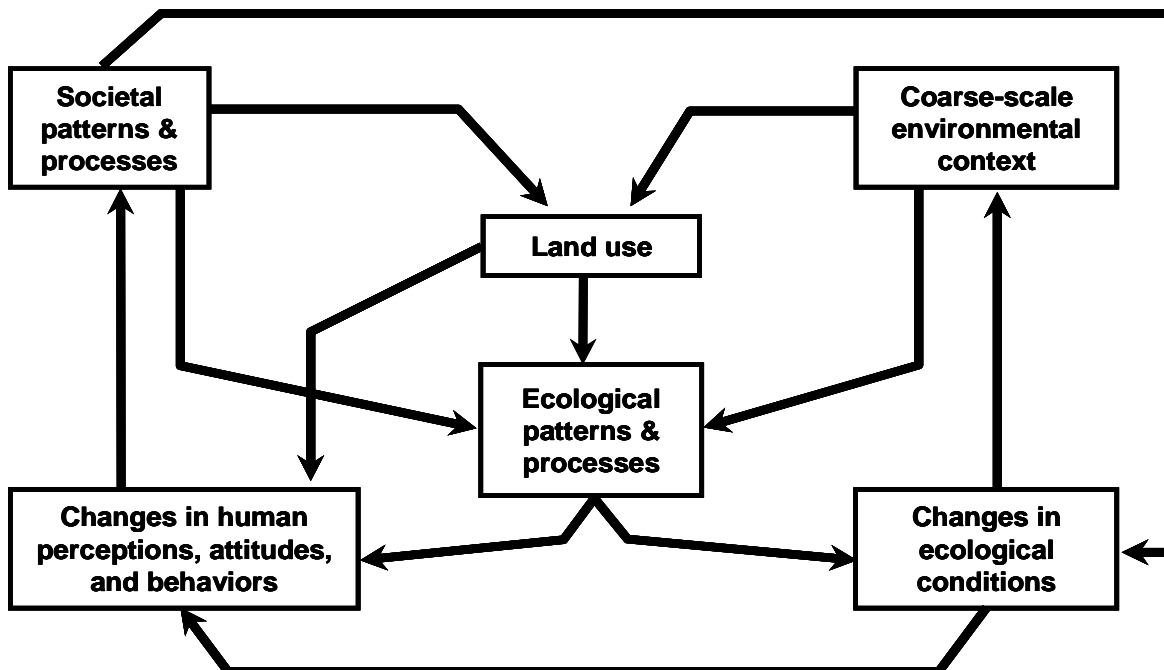 Societal
patterns &
processes
Coarse-scale
environmental
context
Land use
Ecological
patterns &
processes
Changes in human
perceptions, attitudes,
and behaviors
Changes in
ecological
conditions